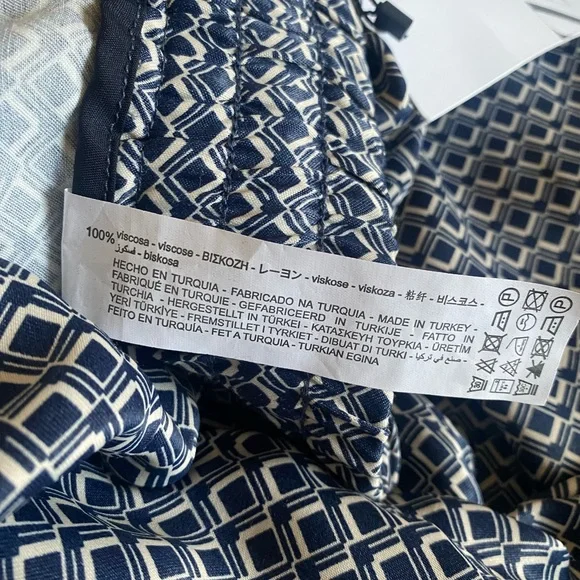 100% viscosa - viscose - ΒΙΣΚΟΖΗ - レーヨン - viskose - viskoza - 粘纤 - 비스코스 -
فسكوز - biskosa
HECHO EN TURQUIA - FABRICADO NA TURQUIA - MADE IN TURKEY
FABRIQUÉ EN TURQUIE - GEFABRICEERD IN TURKIJE - FATTO IN
TURCHIA - HERGESTELLT IN TÜRKEI - ΚΑΤΑΣΚΕΥΗ ΤΟΥΡΚΙΑ - ÜRETİM
YERİ TÜRKİYE - FREMSTILLET I TYRKIET - DIBUAT DI TURKI - صنع في تركيا -
FEITO EN TURQUÍA - FET A TURQUIA - TURKIAN EGINA